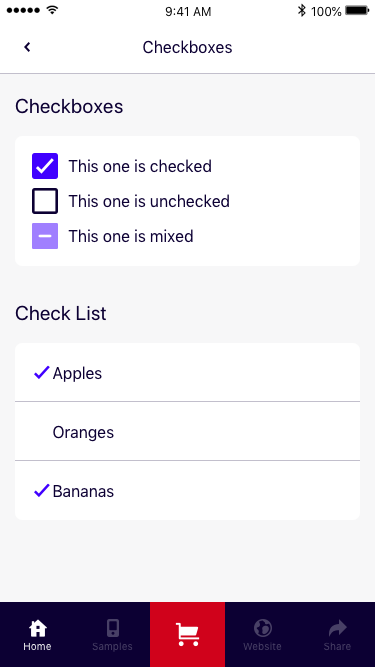 9:41 AM 100%
Checkboxes
Checkboxes
This one is checked
This one is unchecked
This one is mixed
Check List
Apples
Oranges
Bananas
Home Samples Website Share